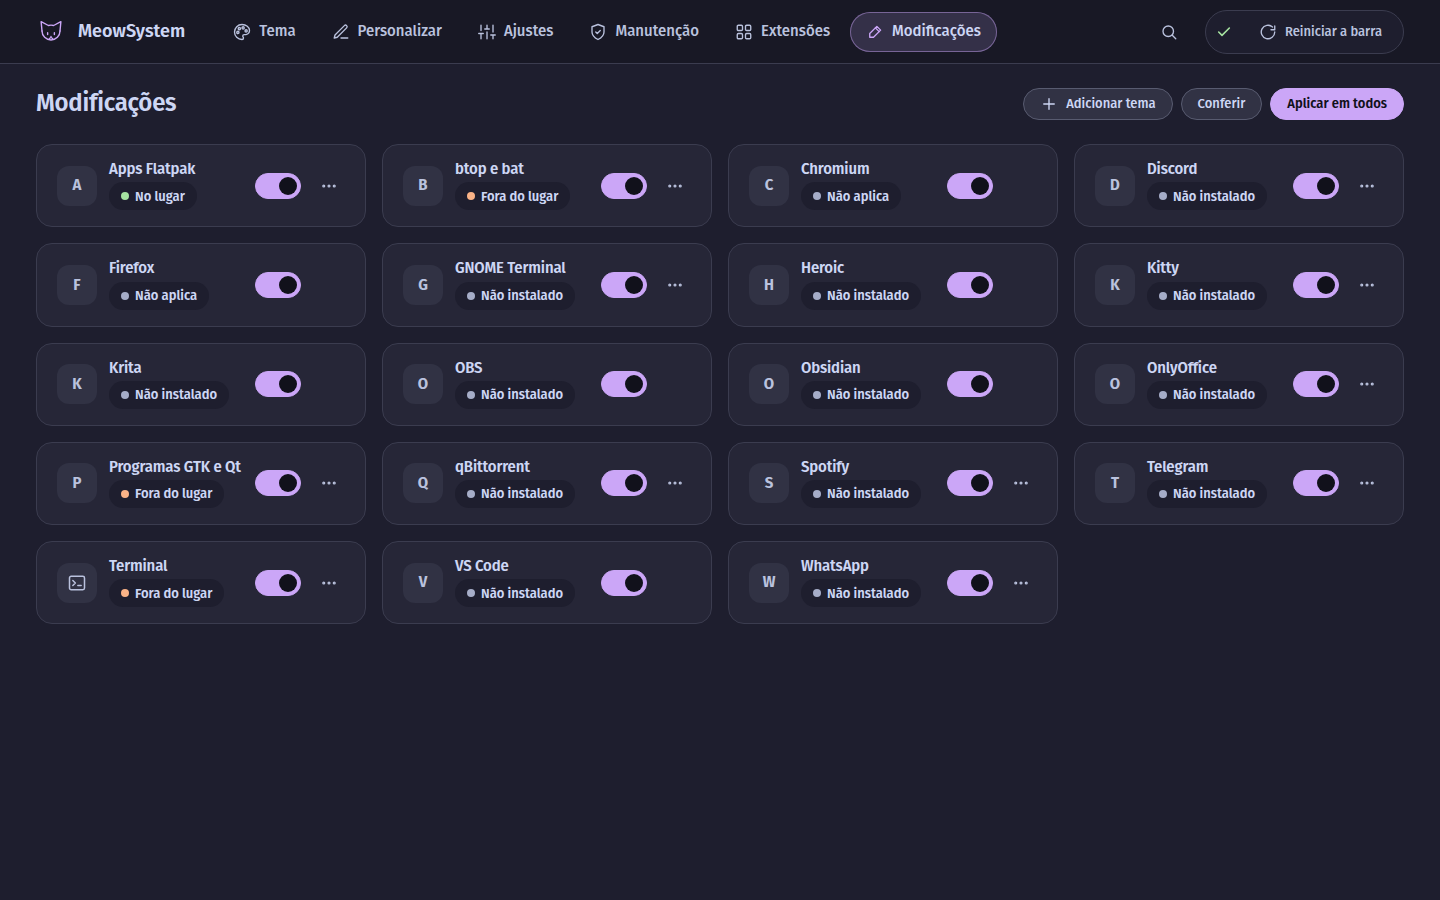 MeowSystem
Tema
Personalizar
Ajustes
Manutenção
Extensões
Modificações
Reiniciar a barra
Modificações
Adicionar tema
Conferir
Aplicar em todos
A
Apps Flatpak
No lugar
B
btop e bat
Fora do lugar
C
Chromium
Não aplica
D
Discord
Não instalado
F
Firefox
Não aplica
G
GNOME Terminal
Não instalado
H
Heroic
Não instalado
K
Kitty
Não instalado
K
Krita
Não instalado
O
OBS
Não instalado
O
Obsidian
Não instalado
O
OnlyOffice
Não instalado
P
Programas GTK e Qt
Fora do lugar
Q
qBittorrent
Não instalado
S
Spotify
Não instalado
T
Telegram
Não instalado
Terminal
Fora do lugar
V
VS Code
Não instalado
W
WhatsApp
Não instalado